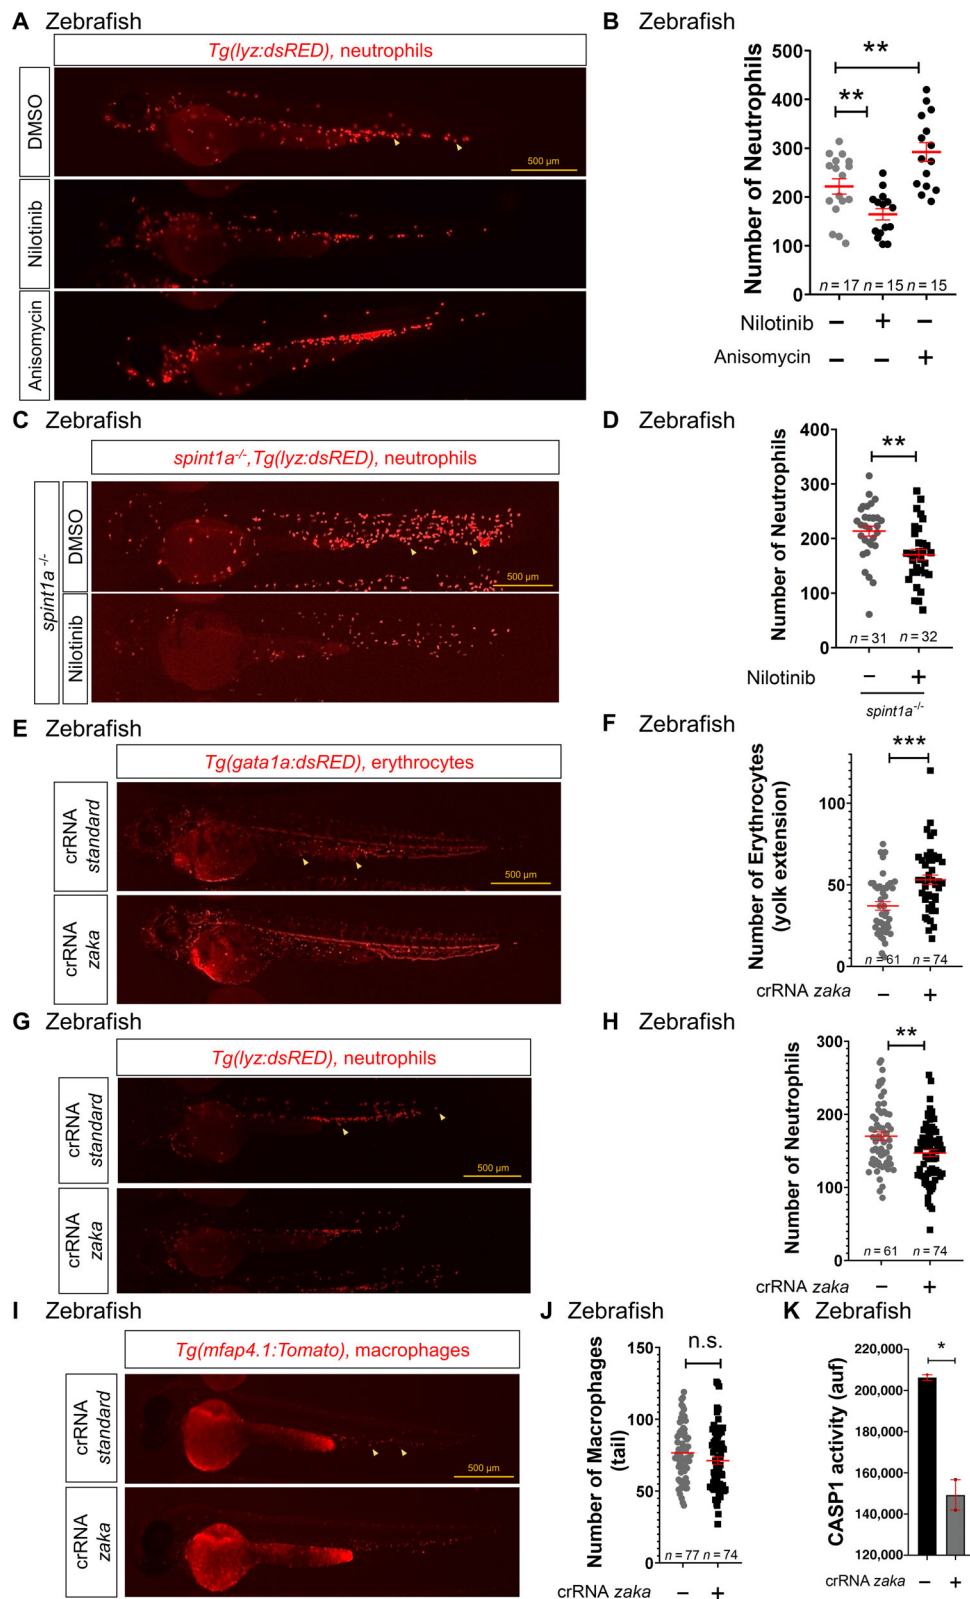 A Zebrafish
Tg(lyz:dsRED), neutrophils
DMSO
500 µm
Nilotinib
Anisomycin
B Zebrafish
Number of Neutrophils
500
400
300
200
100
0
**
**
n = 17 n = 15 n = 15
Nilotinib − + −
Anisomycin − − +
C Zebrafish
spint1a-/-,Tg(lyz:dsRED), neutrophils
spint1a -/-
DMSO
500 µm
Nilotinib
D Zebrafish
Number of Neutrophils
400
300
200
100
0
**
n = 31 n = 32
Nilotinib − +
spint1a-/-
E Zebrafish
Tg(gata1a:dsRED), erythrocytes
crRNA
standard
500 µm
crRNA
zaka
F Zebrafish
Number of Erythrocytes
(yolk extension)
100
50
0
***
n = 61 n = 74
crRNA zaka − +
G Zebrafish
Tg(lyz:dsRED), neutrophils
crRNA
standard
500 µm
crRNA
zaka
H Zebrafish
Number of Neutrophils
300
200
100
0
**
n = 61 n = 74
crRNA zaka − +
I Zebrafish
Tg(mfap4.1:Tomato), macrophages
crRNA
standard
500 µm
crRNA
zaka
J Zebrafish
Number of Macrophages
(tail)
150
100
50
0
n.s.
n = 77 n = 74
crRNA zaka − +
K Zebrafish
CASP1 activity (auf)
220,000
200,000
180,000
160,000
140,000
120,000
*
crRNA zaka − +